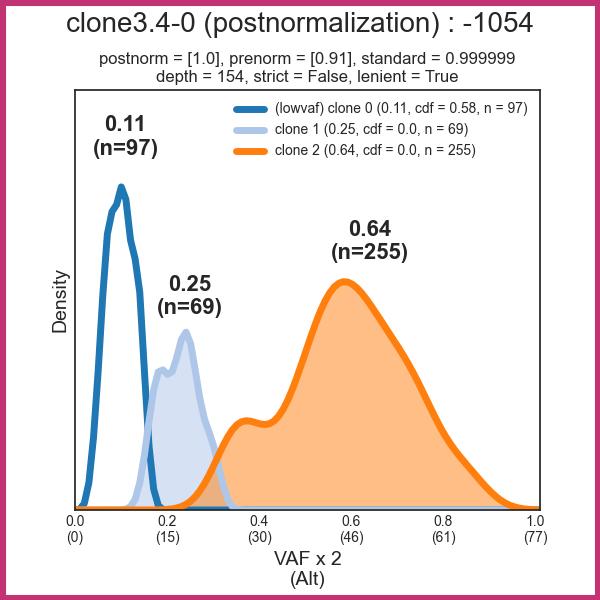 clone3.4-0 (postnormalization) : -1054
postnorm = [1.0], prenorm = [0.91], standard = 0.999999
depth = 154, strict = False, lenient = True
(lowvaf) clone 0 (0.11, cdf = 0.58, n = 97)
clone 1 (0.25, cdf = 0.0, n = 69)
clone 2 (0.64, cdf = 0.0, n = 255)
0.11
(n=97)
0.64
(n=255)
0.25
(n=69)
Density
0.0 0.2 0.4 0.6 0.8 1.0
(0) (15) (30) (46) (61) (77)
VAF x 2
(Alt)